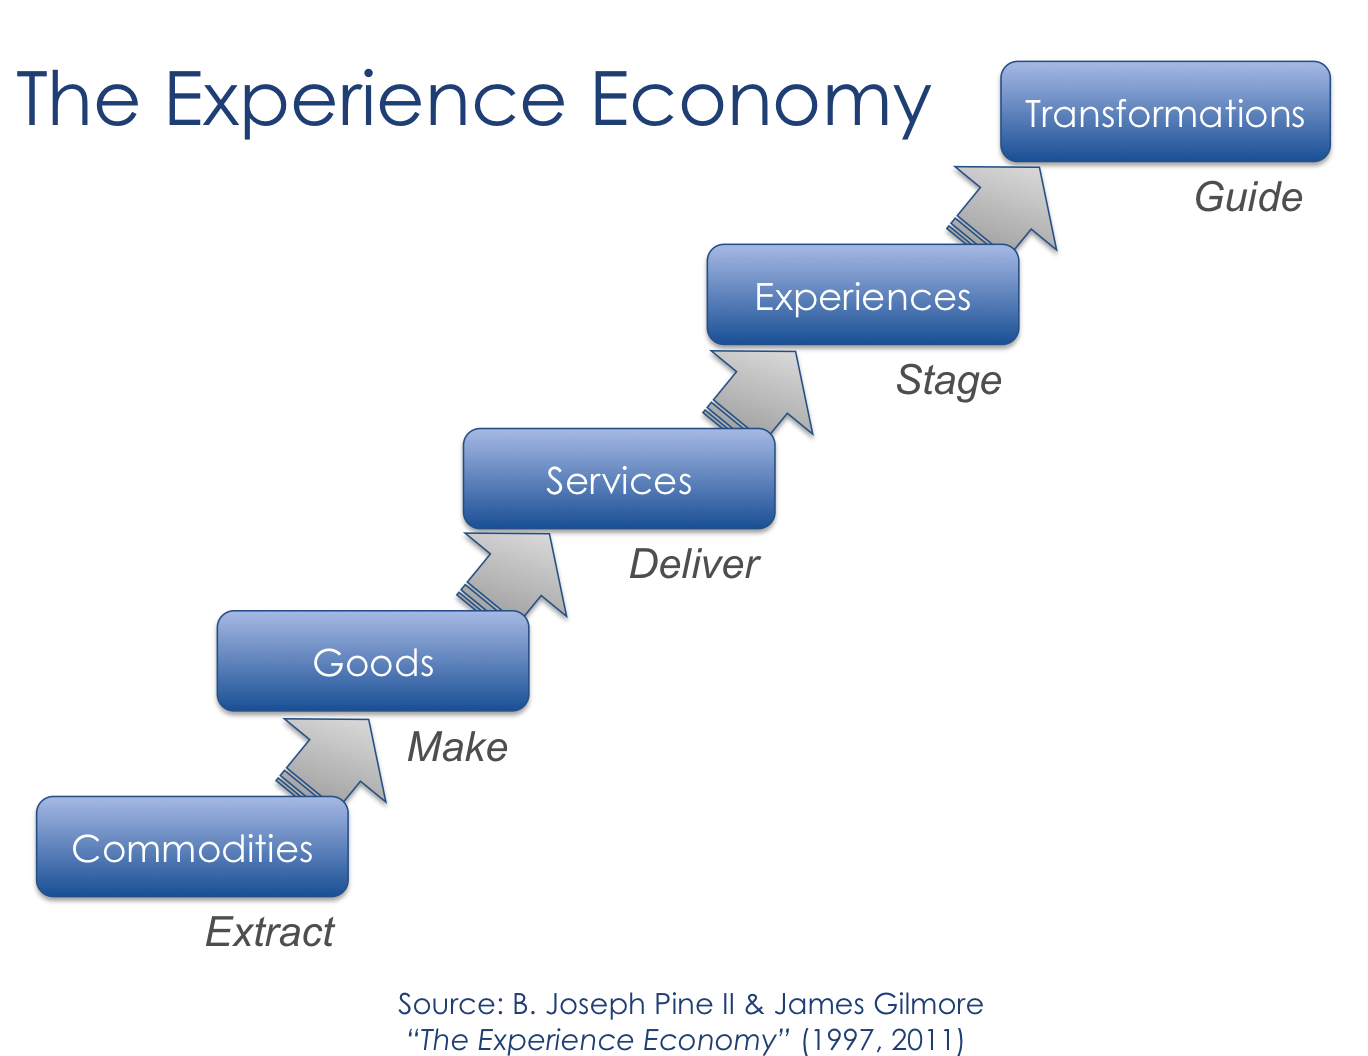 The Experience Economy
Transformations
Guide
Experiences
Stage
Services
Deliver
Goods
Make
Commodities
Extract
Source: B. Joseph Pine II & James Gilmore
“The Experience Economy” (1997, 2011)